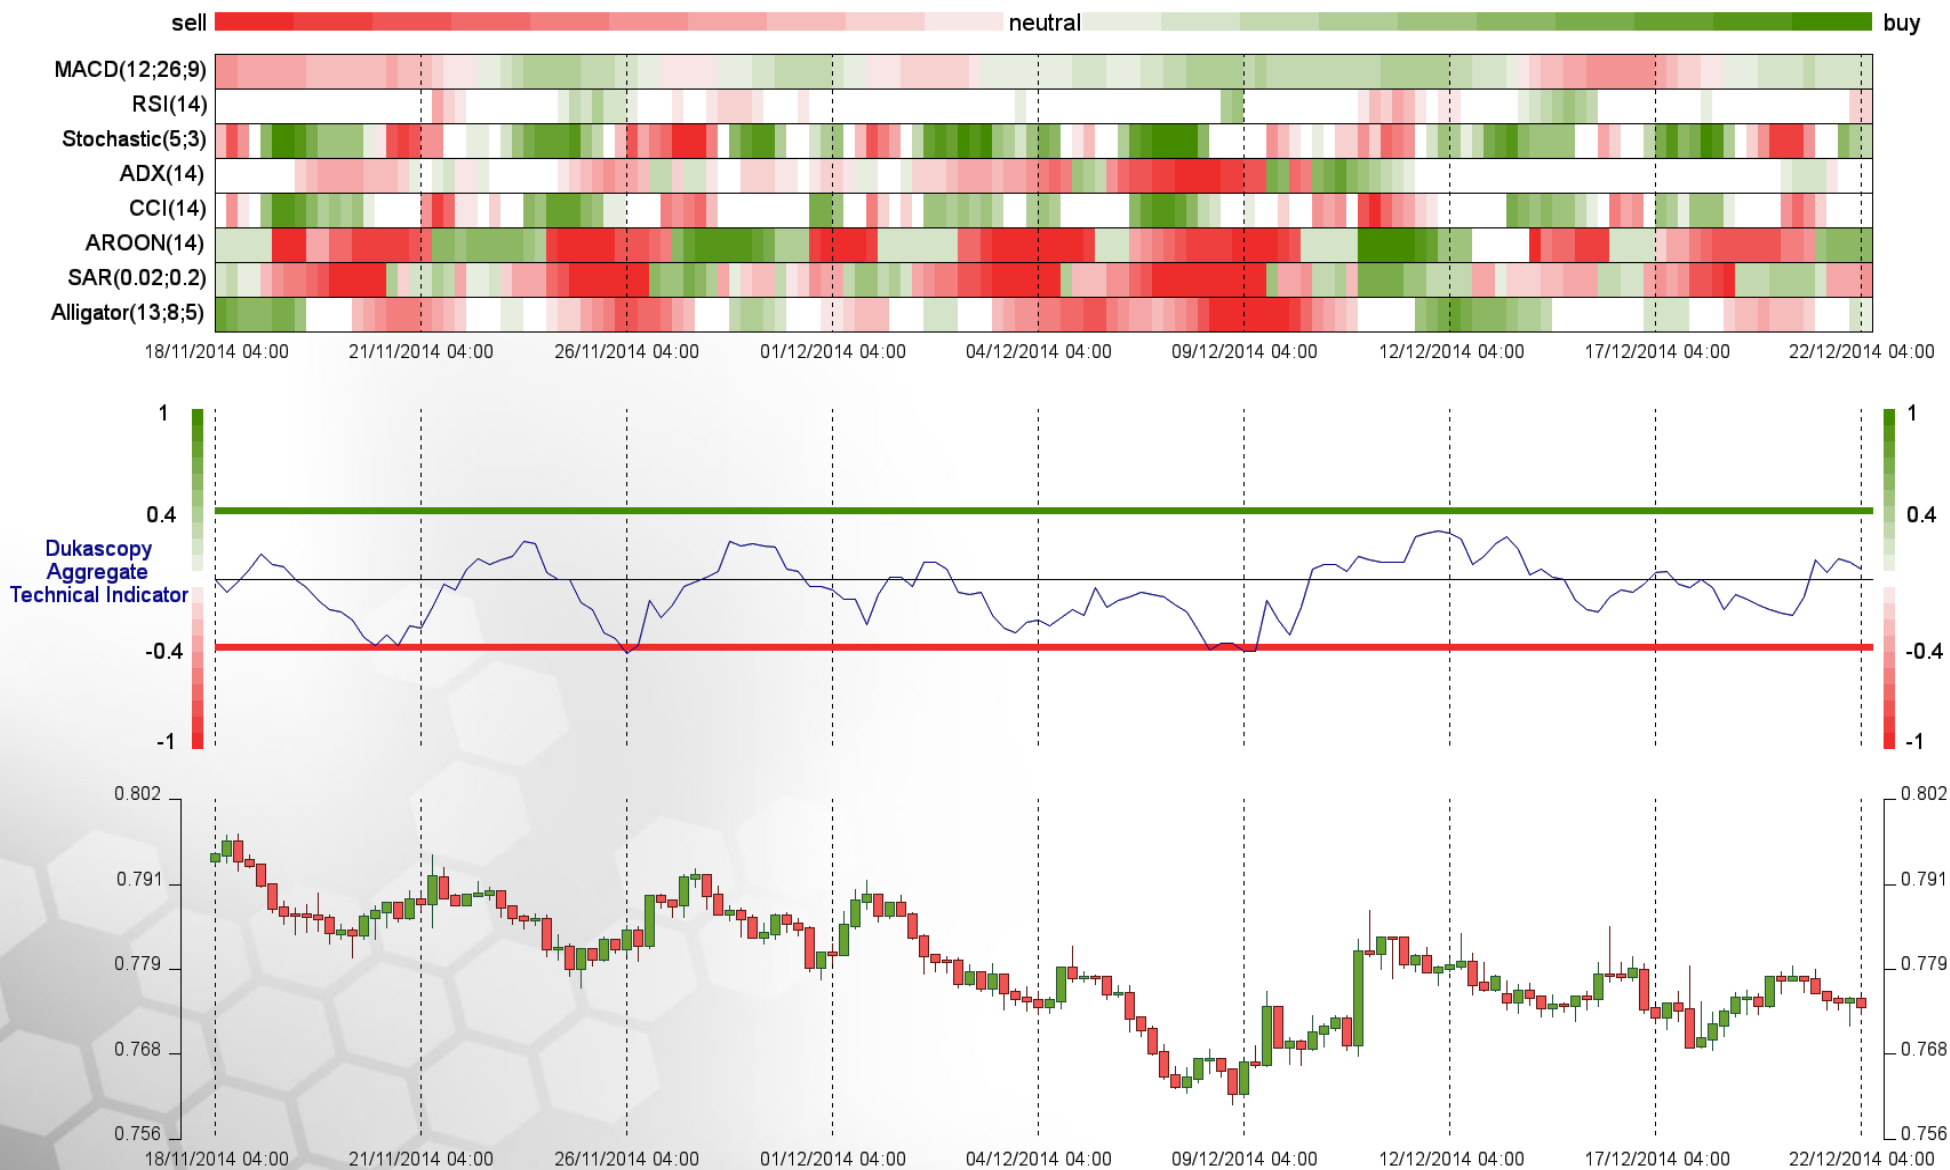 sell neutral buy
MACD(12;26;9)
RSI(14)
Stochastic(5;3)
ADX(14)
CCI(14)
AROON(14)
SAR(0.02;0.2)
Alligator(13;8;5)
18/11/2014 04:00 21/11/2014 04:00 26/11/2014 04:00 01/12/2014 04:00 04/12/2014 04:00 09/12/2014 04:00 12/12/2014 04:00 17/12/2014 04:00 22/12/2014 04:00
1 1
0.4 0.4
Dukascopy
Aggregate
Technical Indicator
-0.4 -0.4
-1 -1
0.802 0.802
0.791 0.791
0.779 0.779
0.768 0.768
0.756 0.756
18/11/2014 04:00 21/11/2014 04:00 26/11/2014 04:00 01/12/2014 04:00 04/12/2014 04:00 09/12/2014 04:00 12/12/2014 04:00 17/12/2014 04:00 22/12/2014 04:00